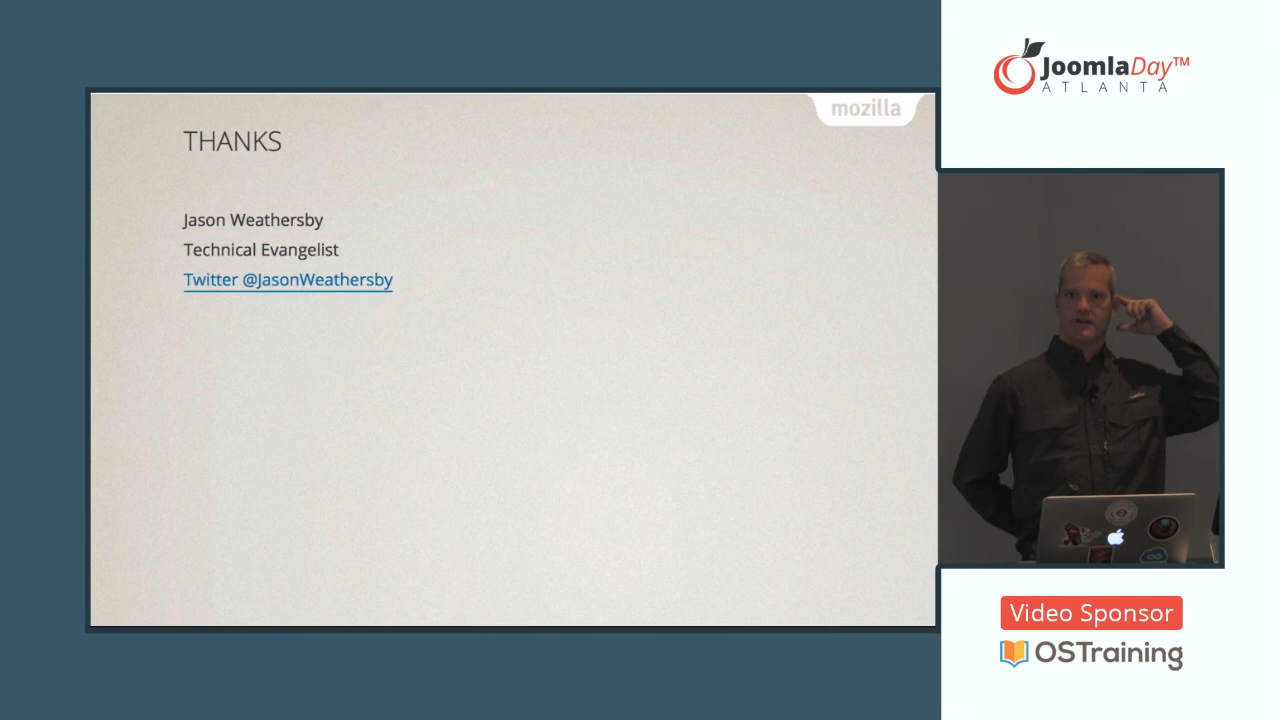 mozilla
THANKS
Jason Weathersby
Technical Evangelist
Twitter @JasonWeathersby
JoomlaDay™
ATLANTA
Video Sponsor
OSTraining